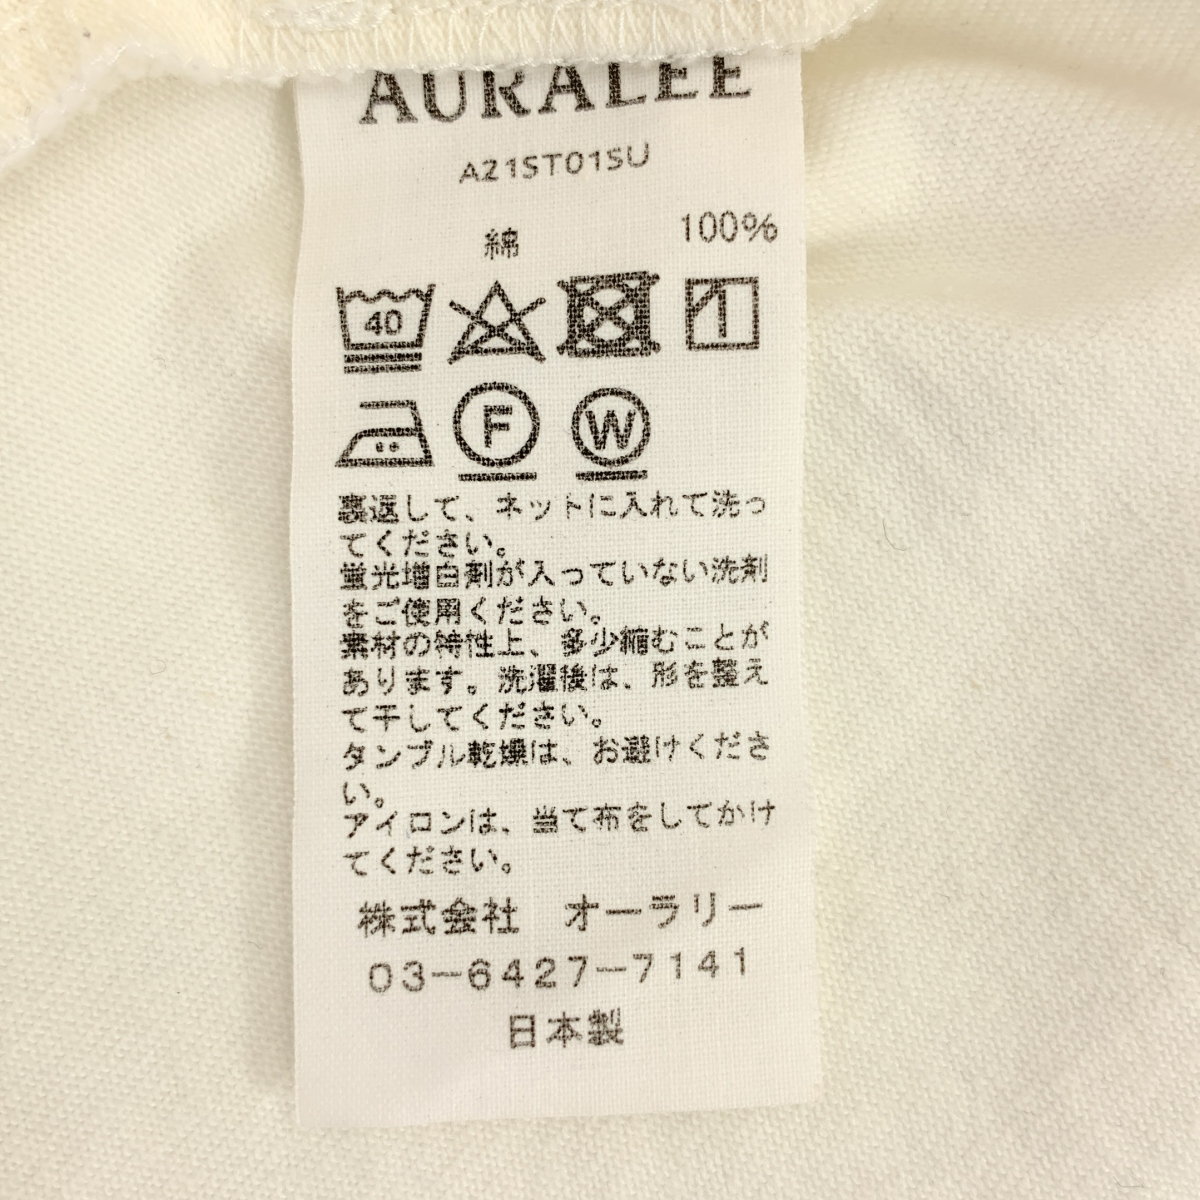 AURALEE
A21ST01SU
綿 100%
40
F W
裏返して、ネットに入れて洗っ
てください。
蛍光増白剤が入っていない洗剤
をご使用ください。
素材の特性上、多少縮むことが
あります。洗濯後は、形を整え
て干してください。
タンブル乾燥は、お避けくださ
い。
アイロンは、当て布をしてかけ
てください。
株式会社 オーラリー
03-6427-7141
日本製